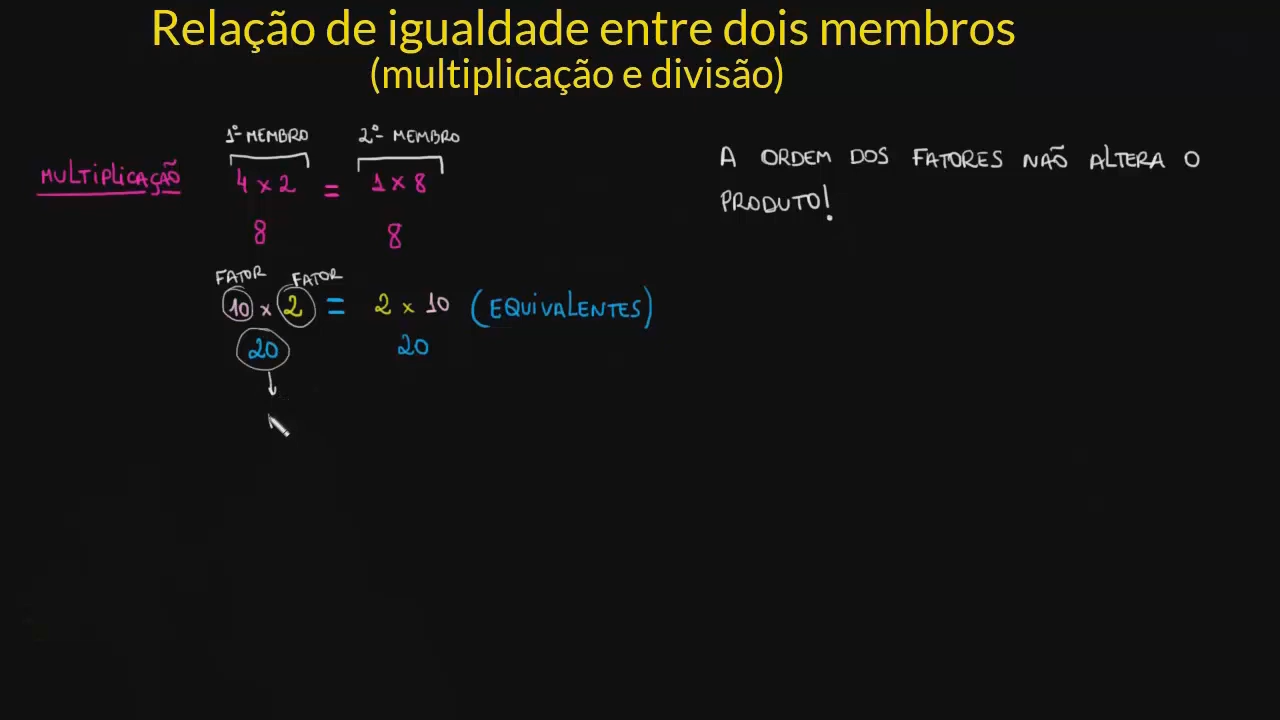 Relação de igualdade entre dois membros
(multiplicação e divisão)
1º MEMBRO 2º MEMBRO
MULTIPLICAÇÃO 4 x 2 = 1 x 8
8 8
A ORDEM DOS FATORES NÃO ALTERA O
PRODUTO!
FATOR FATOR
10 x 2 = 2 x 10 (EQUIVALENTES)
20 20